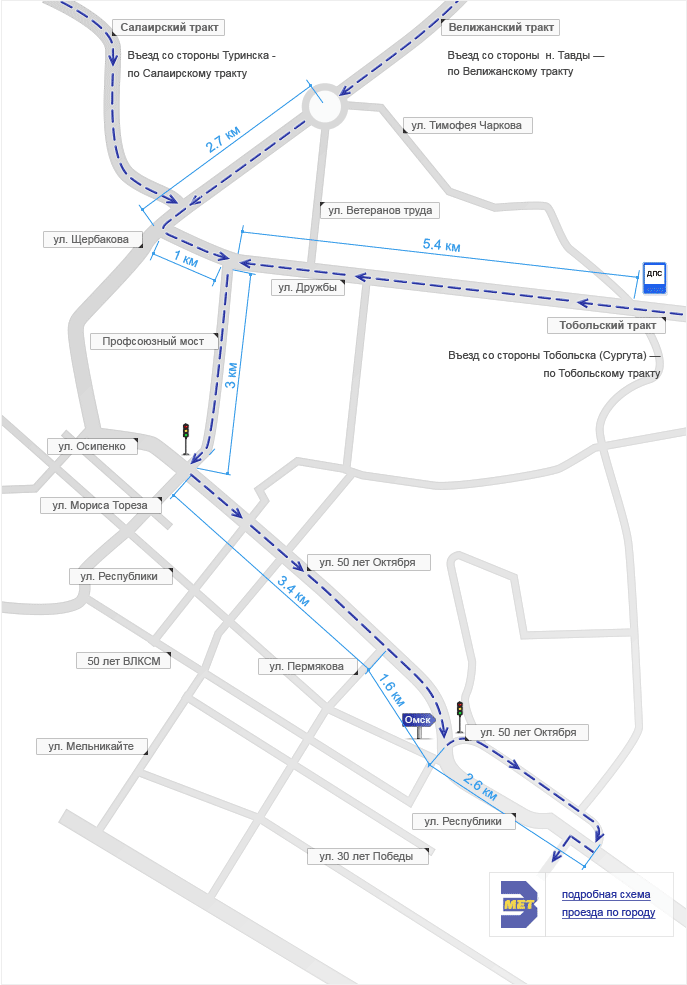 Салаирский тракт
Велижанский тракт
Въезд со стороны Туринска -
по Салаирскому тракту
Въезд со стороны н. Тавды —
по Велижанскому тракту
2.7 км
ул. Тимофея Чаркова
ул. Ветеранов труда
ул. Щербакова
5.4 км
1 км
ДПС
ул. Дружбы
Тобольский тракт
Профсоюзный мост
Въезд со стороны Тобольска (Сургута) —
по Тобольскому тракту
3 км
ул. Осипенко
ул. Мориса Тореза
ул. 50 лет Октября
ул. Республики
3.4 км
50 лет ВЛКСМ
ул. Пермякова
1.6 км
Омск
ул. 50 лет Октября
ул. Мельникайте
2.6 км
ул. Республики
ул. 30 лет Победы
МЕТ
подробная схема
проезда по городу